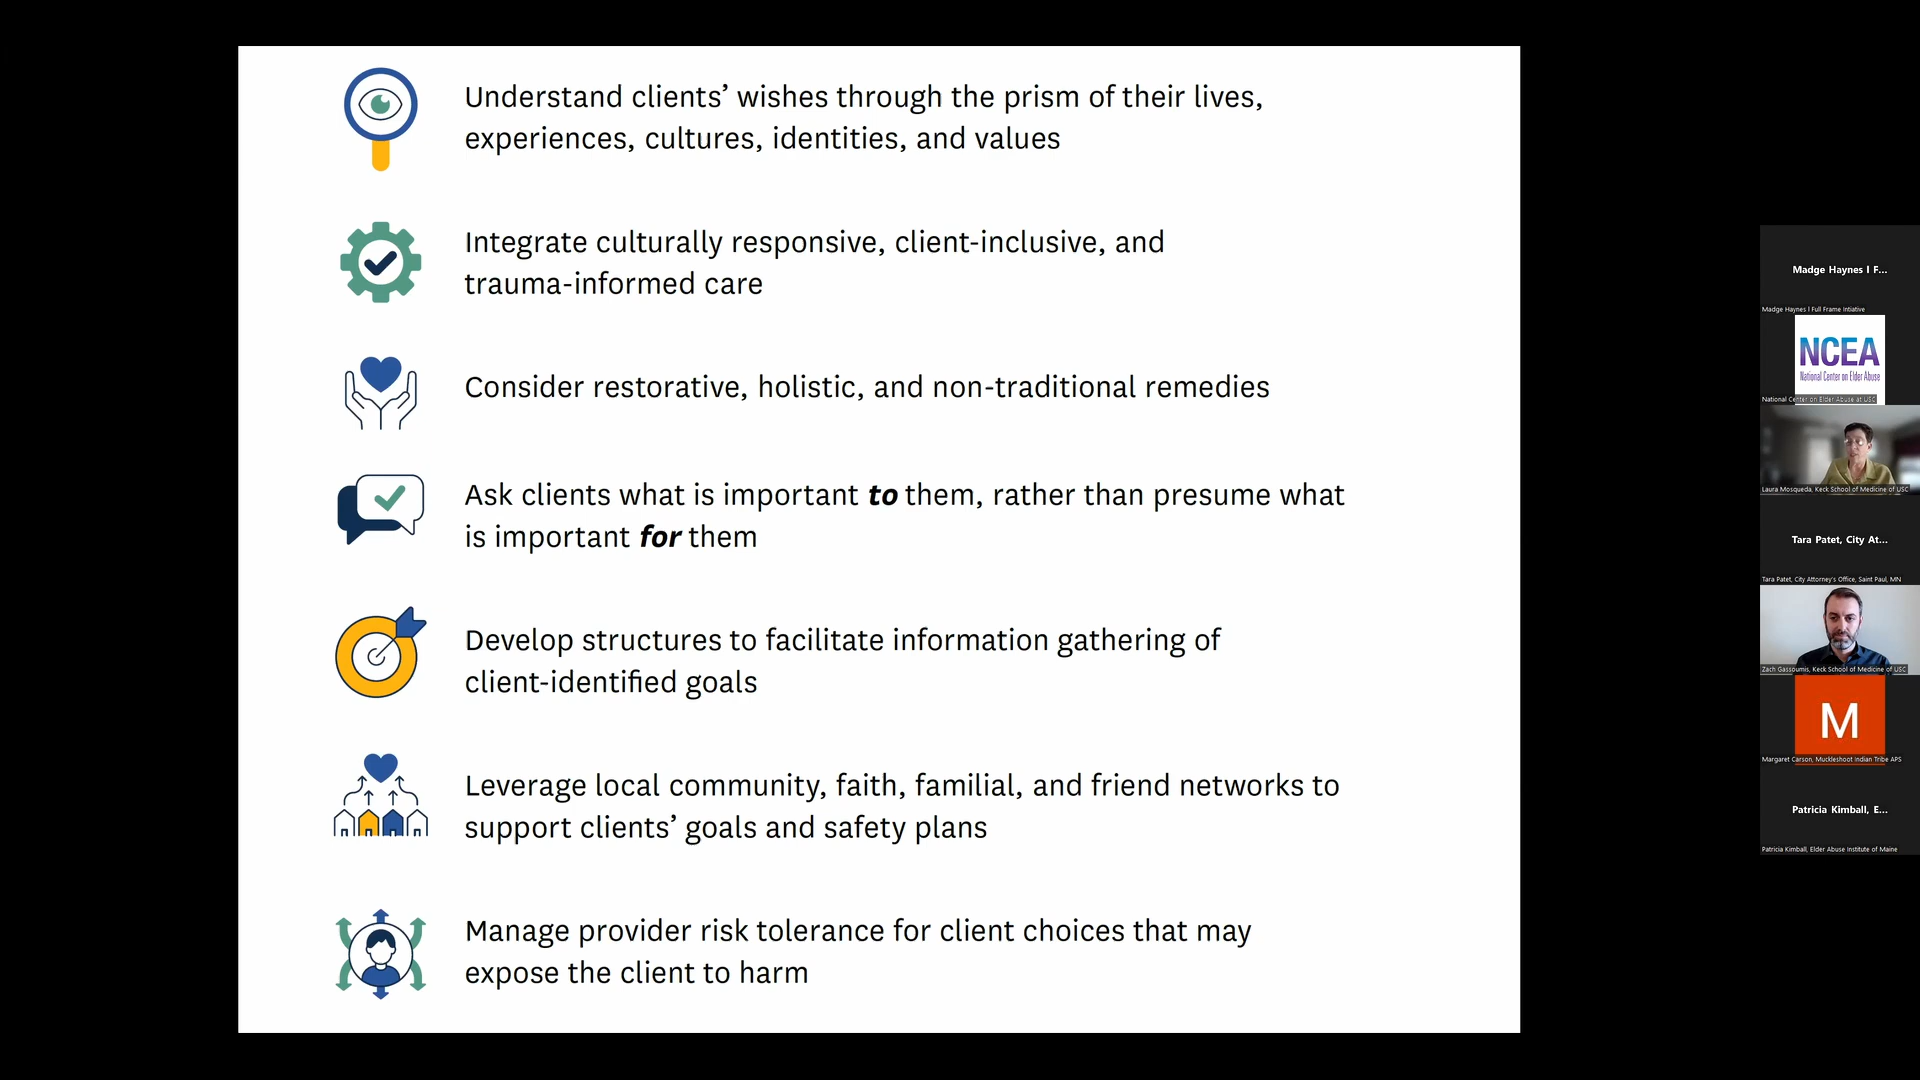 Understand clients’ wishes through the prism of their lives,
experiences, cultures, identities, and values
Integrate culturally responsive, client-inclusive, and
trauma-informed care
Consider restorative, holistic, and non-traditional remedies
Ask clients what is important to them, rather than presume what
is important for them
Develop structures to facilitate information gathering of
client-identified goals
Leverage local community, faith, familial, and friend networks to
support clients’ goals and safety plans
Manage provider risk tolerance for client choices that may
expose the client to harm
Madge Haynes l F...
Madge Haynes l Full Frame Intiative
NCEA
National Center on Elder Abuse
National Center on Elder Abuse at USC
Laura Mosqueda, Keck School of Medicine of USC
Tara Patet, City At...
Tara Patet, City Attorney's Office, Saint Paul, MN
Zach Gassoumis, Keck School of Medicine of USC
M
Margaret Carson, Muckleshoot Indian Tribe APS
Patricia Kimball, E...
Patricia Kimball, Elder Abuse Institute of Maine